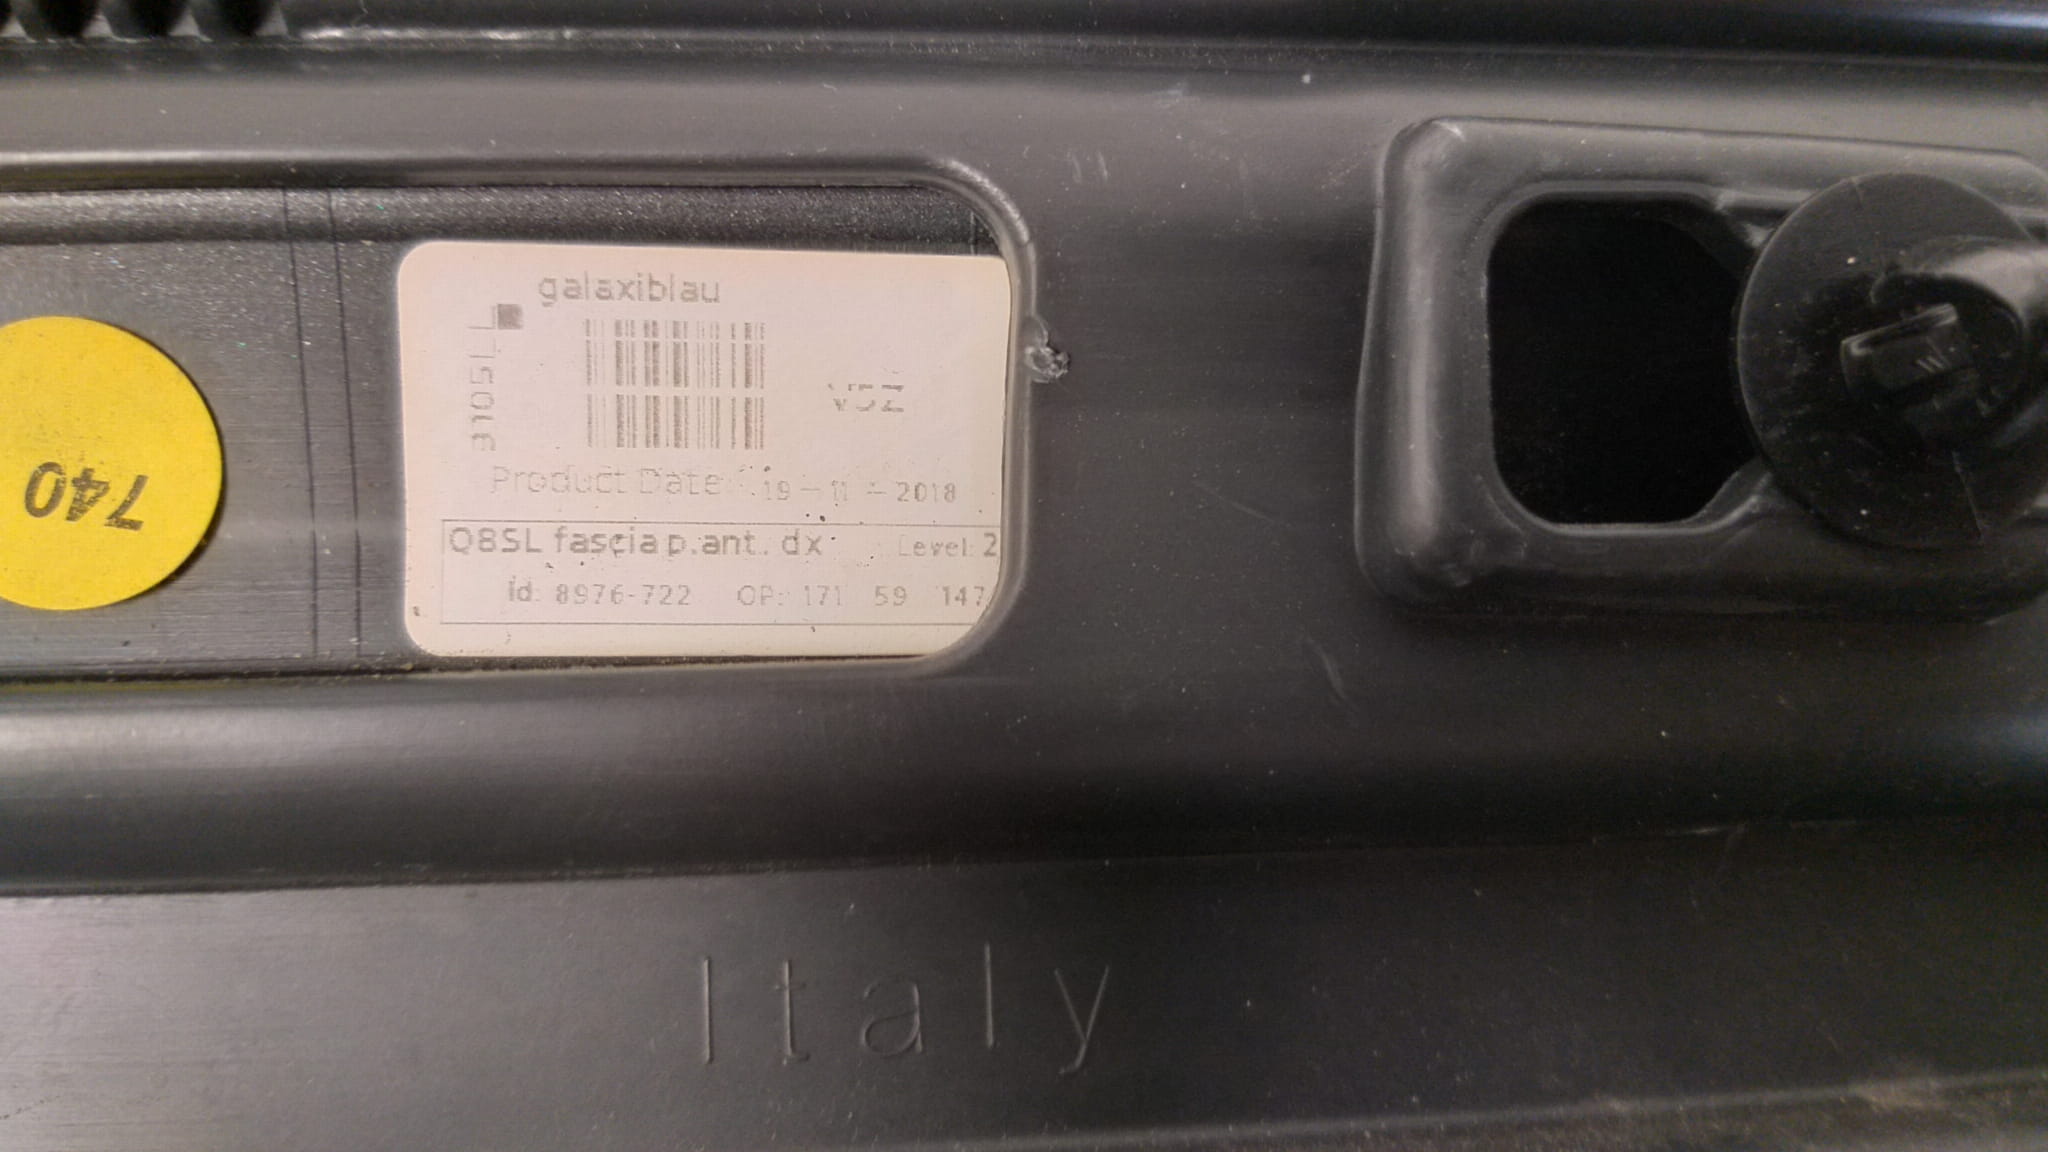 galaxiblau
3105LL
V5Z
Product Date: 19 - 11 - 2018
Q8SL fascia p.ant. dx Level: 2
Id: 8976-722 OP: 171 59 147
740
Italy